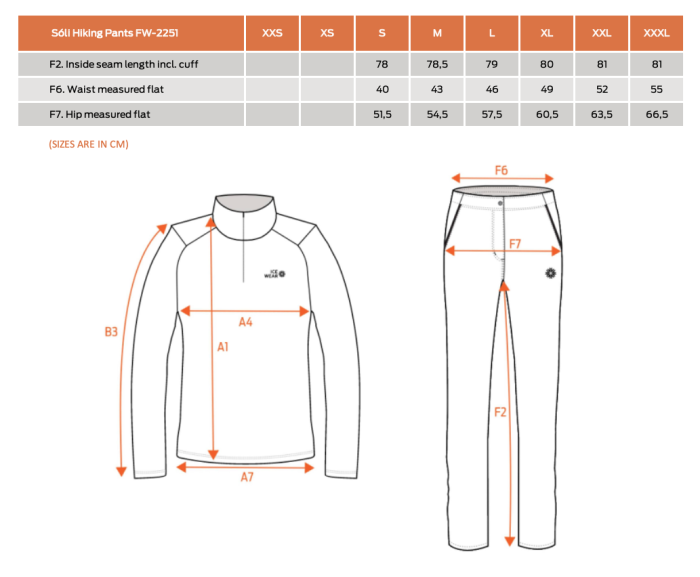 Sóli Hiking Pants FW-2251 XXS XS S M L XL XXL XXXL
F2. Inside seam length incl. cuff 78 78,5 79 80 81 81
F6. Waist measured flat 40 43 46 49 52 55
F7. Hip measured flat 51,5 54,5 57,5 60,5 63,5 66,5
(SIZES ARE IN CM)
F6
F7
ICE
WEAR
A4
B3
A1
F2
A7